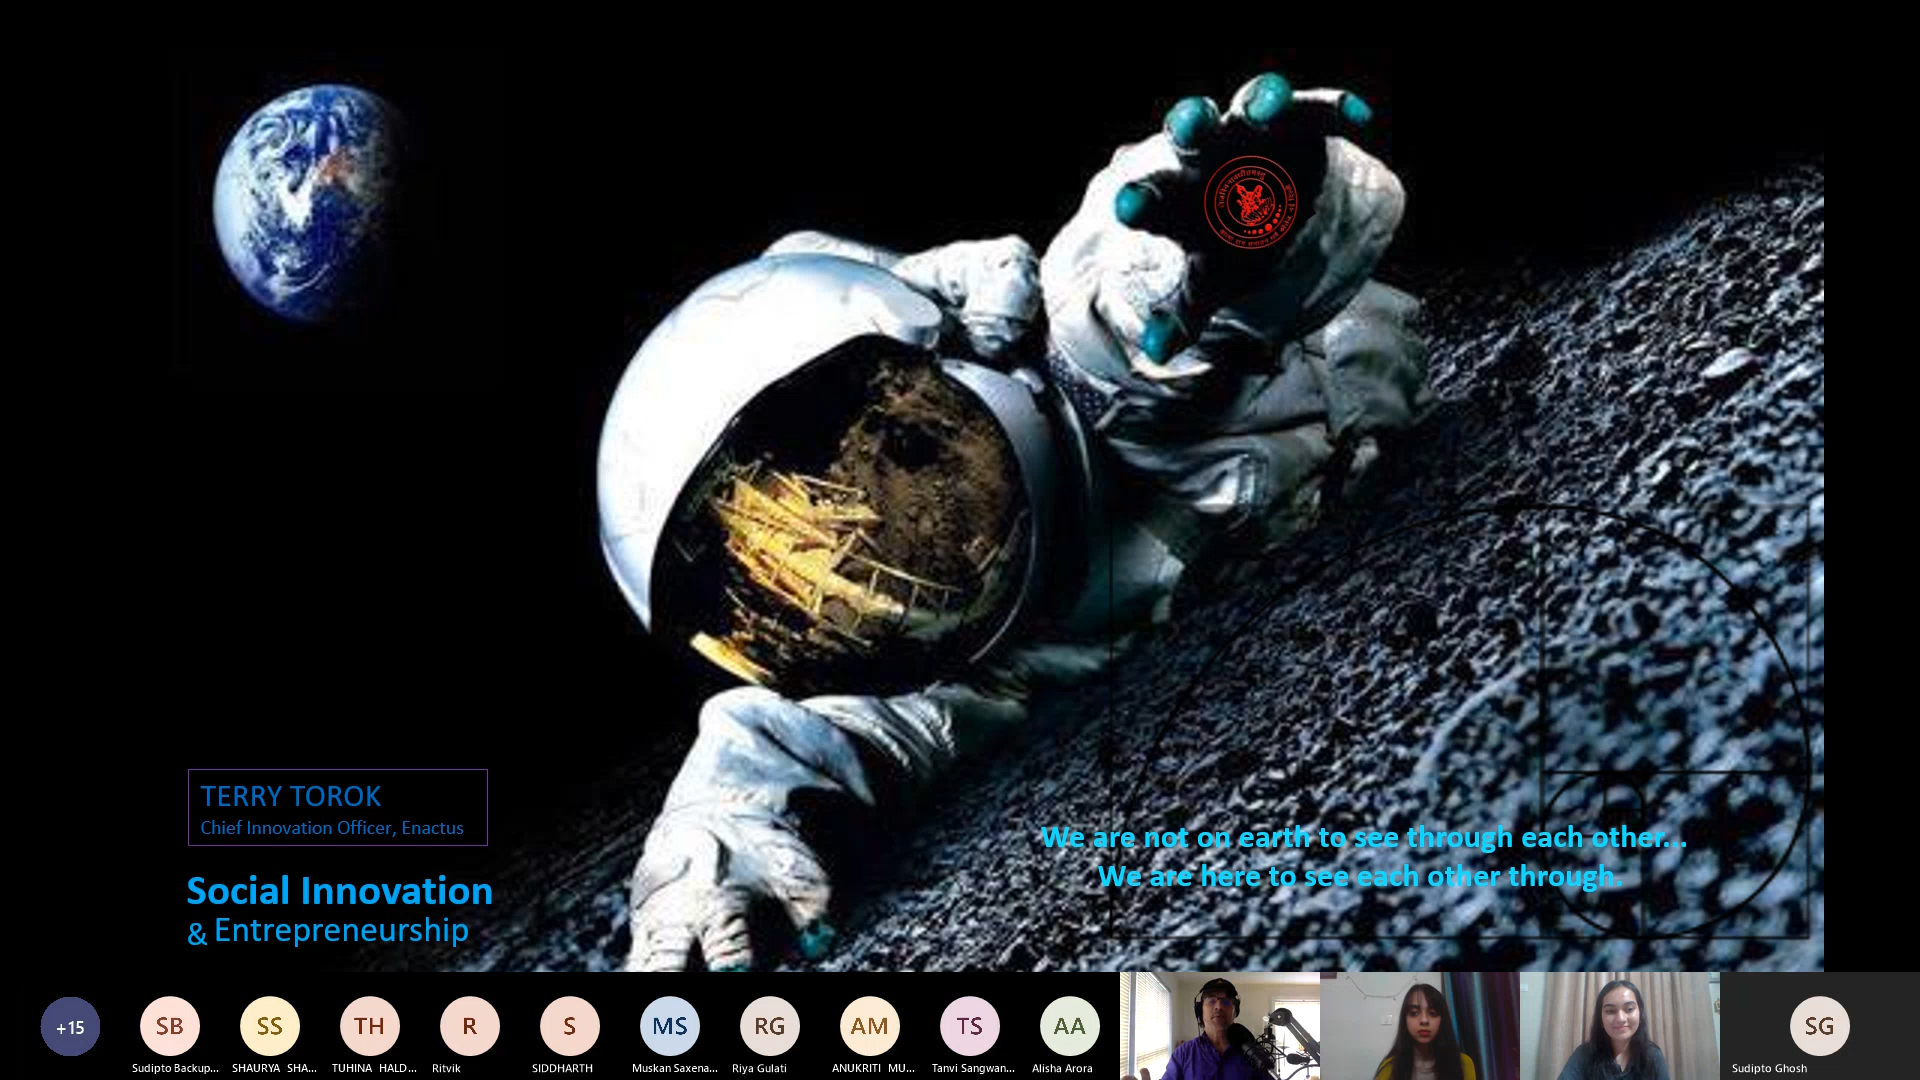 TERRY TOROK
Chief Innovation Officer, Enactus
Social Innovation
& Entrepreneurship
We are not on earth to see through each other...
We are here to see each other through.
+15
SB
SS
TH
R
S
MS
RG
AM
TS
AA
SG
Sudipto Backup...
SHAURYA SHA...
TUHINA HALD...
Ritvik
SIDDHARTH
Muskan Saxena...
Riya Gulati
ANUKRITI MU...
Tanvi Sangwan...
Alisha Arora
Sudipto Ghosh